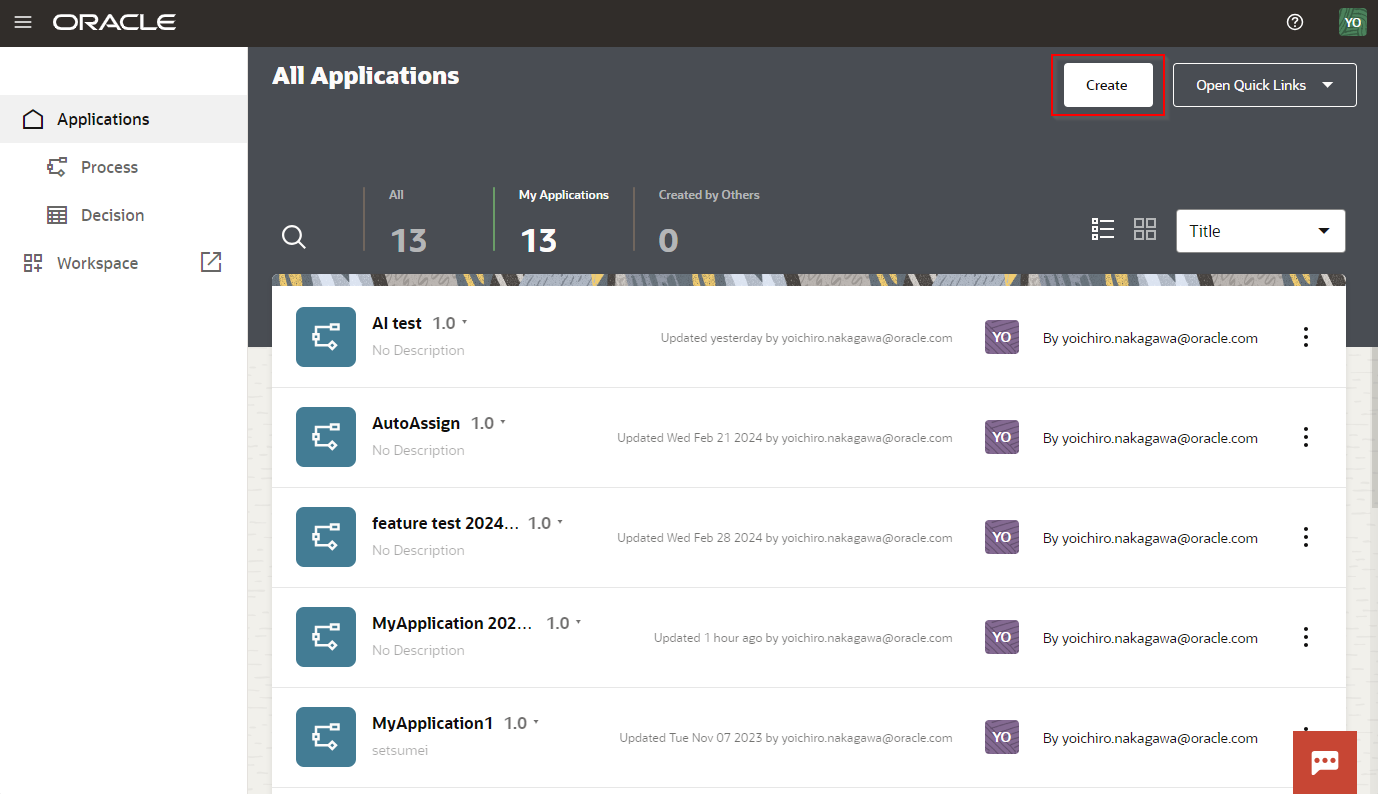 ORACLE
YO
All Applications
Create
Open Quick Links
Applications
Process
Decision
Workspace
All
13
My Applications
13
Created by Others
0
Title
AI test 1.0
No Description
Updated yesterday by yoichiro.nakagawa@oracle.com
YO
By yoichiro.nakagawa@oracle.com
AutoAssign 1.0
No Description
Updated Wed Feb 21 2024 by yoichiro.nakagawa@oracle.com
YO
By yoichiro.nakagawa@oracle.com
feature test 2024... 1.0
No Description
Updated Wed Feb 28 2024 by yoichiro.nakagawa@oracle.com
YO
By yoichiro.nakagawa@oracle.com
MyApplication 202... 1.0
No Description
Updated 1 hour ago by yoichiro.nakagawa@oracle.com
YO
By yoichiro.nakagawa@oracle.com
MyApplication1 1.0
setsumei
Updated Tue Nov 07 2023 by yoichiro.nakagawa@oracle.com
YO
By yoichiro.nakagawa@oracle.com